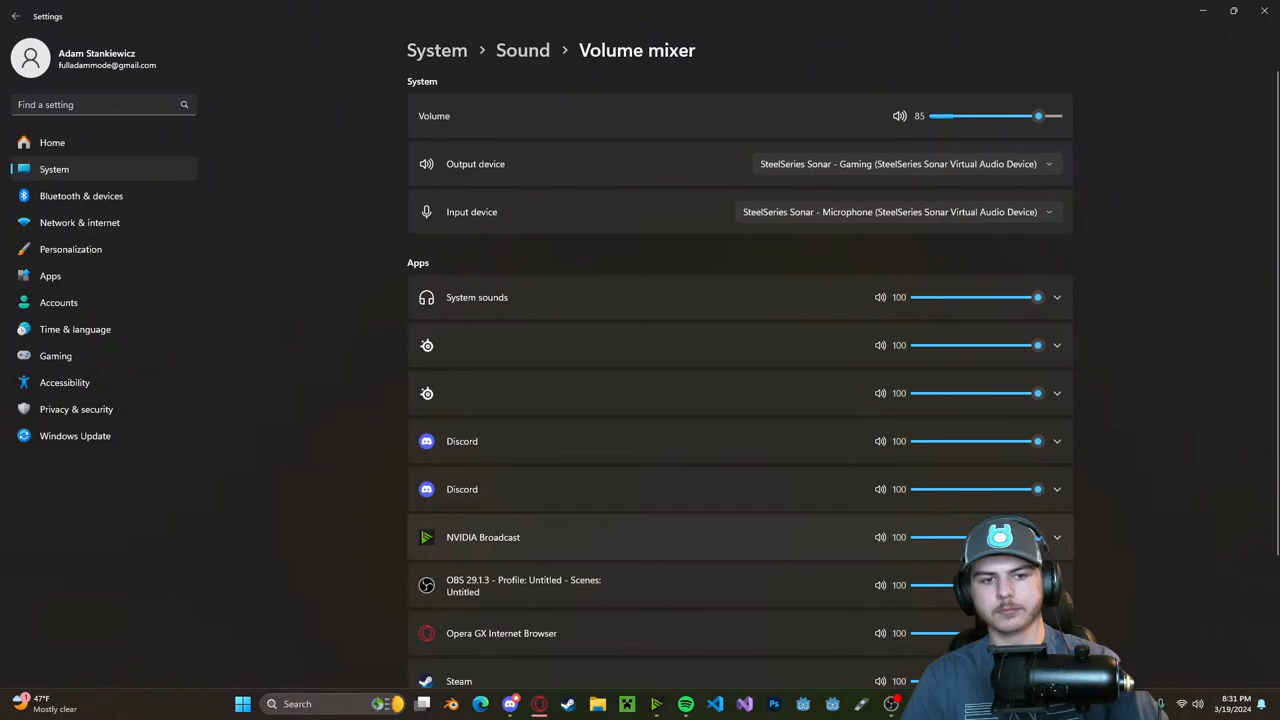 Settings
Adam Stankiewicz
fulladammode@gmail.com
Find a setting
Home
System
Bluetooth & devices
Network & internet
Personalization
Apps
Accounts
Time & language
Gaming
Accessibility
Privacy & security
Windows Update
System > Sound > Volume mixer
System
Volume 85
Output device SteelSeries Sonar - Gaming (SteelSeries Sonar Virtual Audio Device)
Input device SteelSeries Sonar - Microphone (SteelSeries Sonar Virtual Audio Device)
Apps
System sounds 100
100
100
Discord 100
Discord 100
NVIDIA Broadcast 100
OBS 29.1.3 - Profile: Untitled - Scenes: 100
Untitled
Opera GX Internet Browser 100
Steam 100
1
47°F
Mostly clear
Search
8:31 PM
3/19/2024